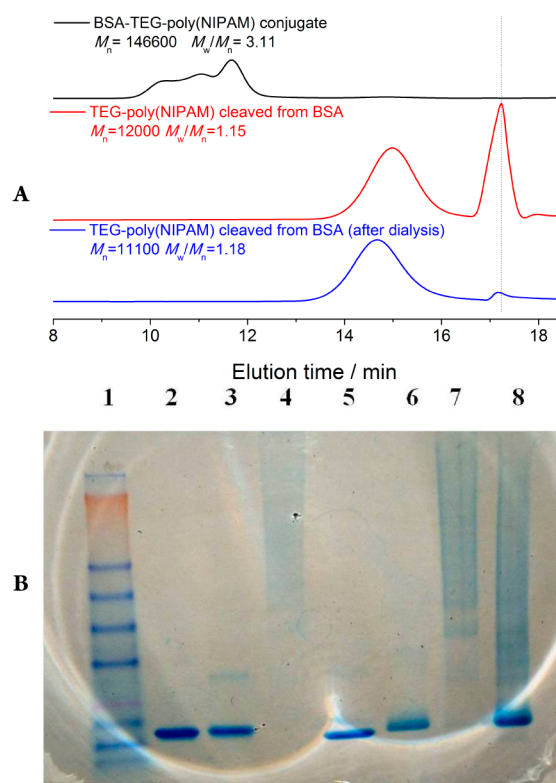 BSA-TEG-poly(NIPAM) conjugate
Mn= 146600 Mw/Mn= 3.11
TEG-poly(NIPAM) cleaved from BSA
Mn=12000 Mw/Mn=1.15
A
TEG-poly(NIPAM) cleaved from BSA (after dialysis)
Mn=11100 Mw/Mn=1.18
8 10 12 14 16 18
Elution time / min
1 2 3 4 5 6 7 8
B